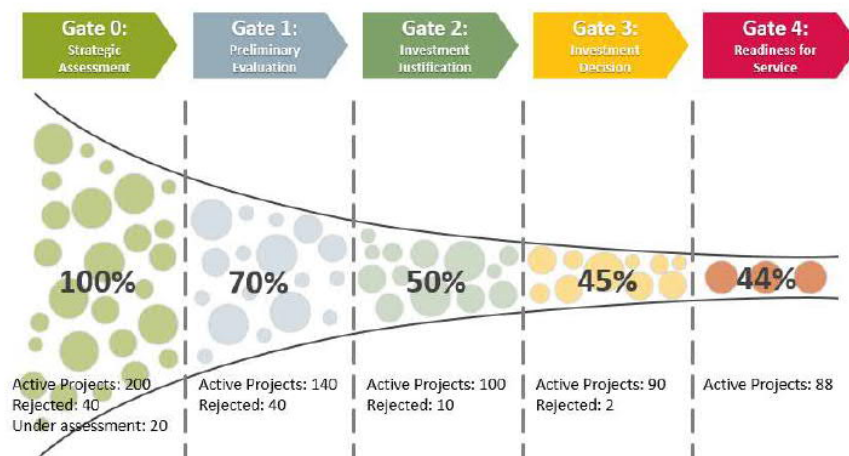 Gate 0:
Strategic
Assessment
Gate 1:
Preliminary
Evaluation
Gate 2:
Investment
Justification
Gate 3:
Investment
Decision
Gate 4:
Readiness for
Service
100%
70%
50%
45%
44%
Active Projects: 200
Rejected: 40
Under assessment: 20
Active Projects: 140
Rejected: 40
Active Projects: 100
Rejected: 10
Active Projects: 90
Rejected: 2
Active Projects: 88